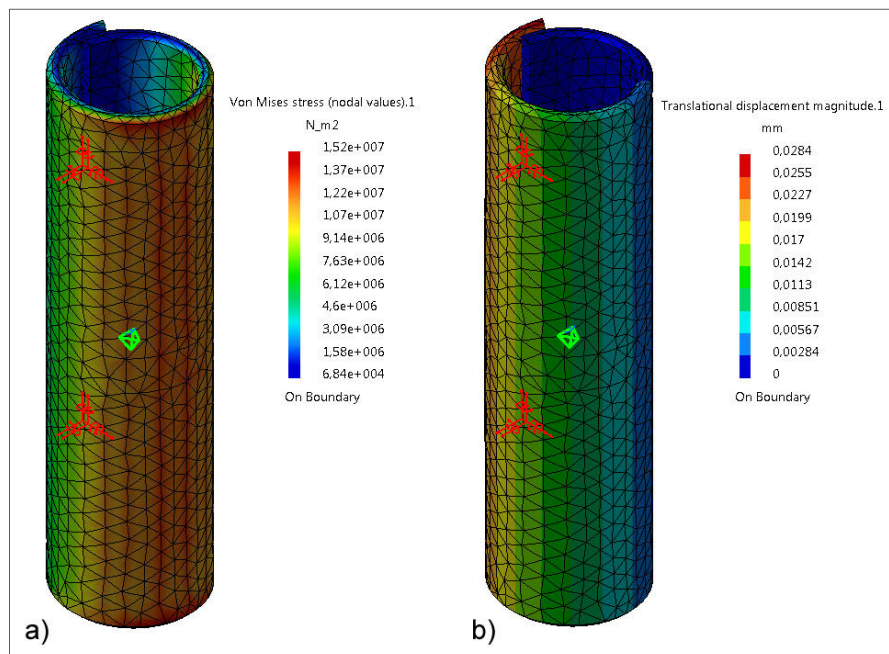 Von Mises stress (nodal values).1
N_m2
1,52e+007
1,37e+007
1,22e+007
1,07e+007
9,14e+006
7,63e+006
6,12e+006
4,6e+006
3,09e+006
1,58e+006
6,84e+004
On Boundary
a)
Translational displacement magnitude.1
mm
0,0284
0,0255
0,0227
0,0199
0,017
0,0142
0,0113
0,00851
0,00567
0,00284
0
On Boundary
b)